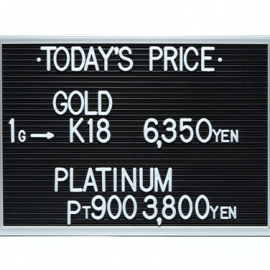 ·TODAY'S PRICE·
GOLD
1G→ K18 6,350YEN
PLATINUM
PT900 3,800YEN